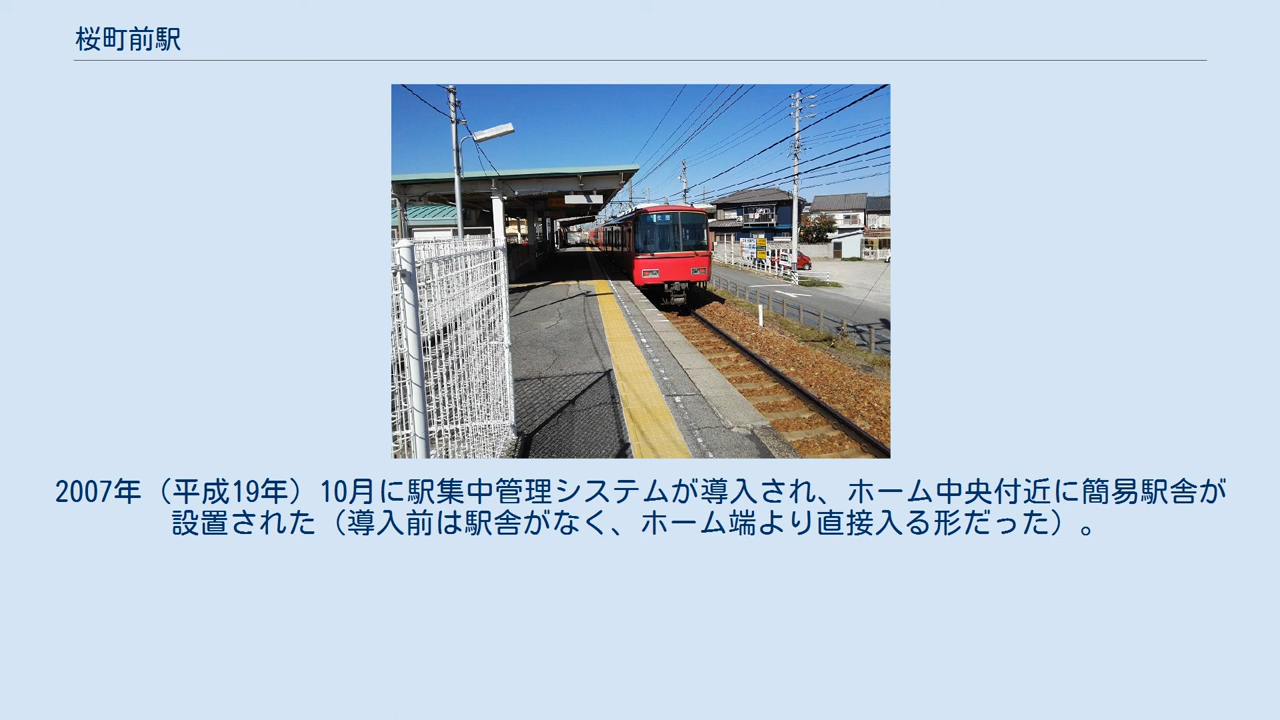 桜町前駅
2007年（平成19年）10月に駅集中管理システムが導入され、ホーム中央付近に簡易駅舎が
設置された（導入前は駅舎がなく、ホーム端より直接入る形だった）。